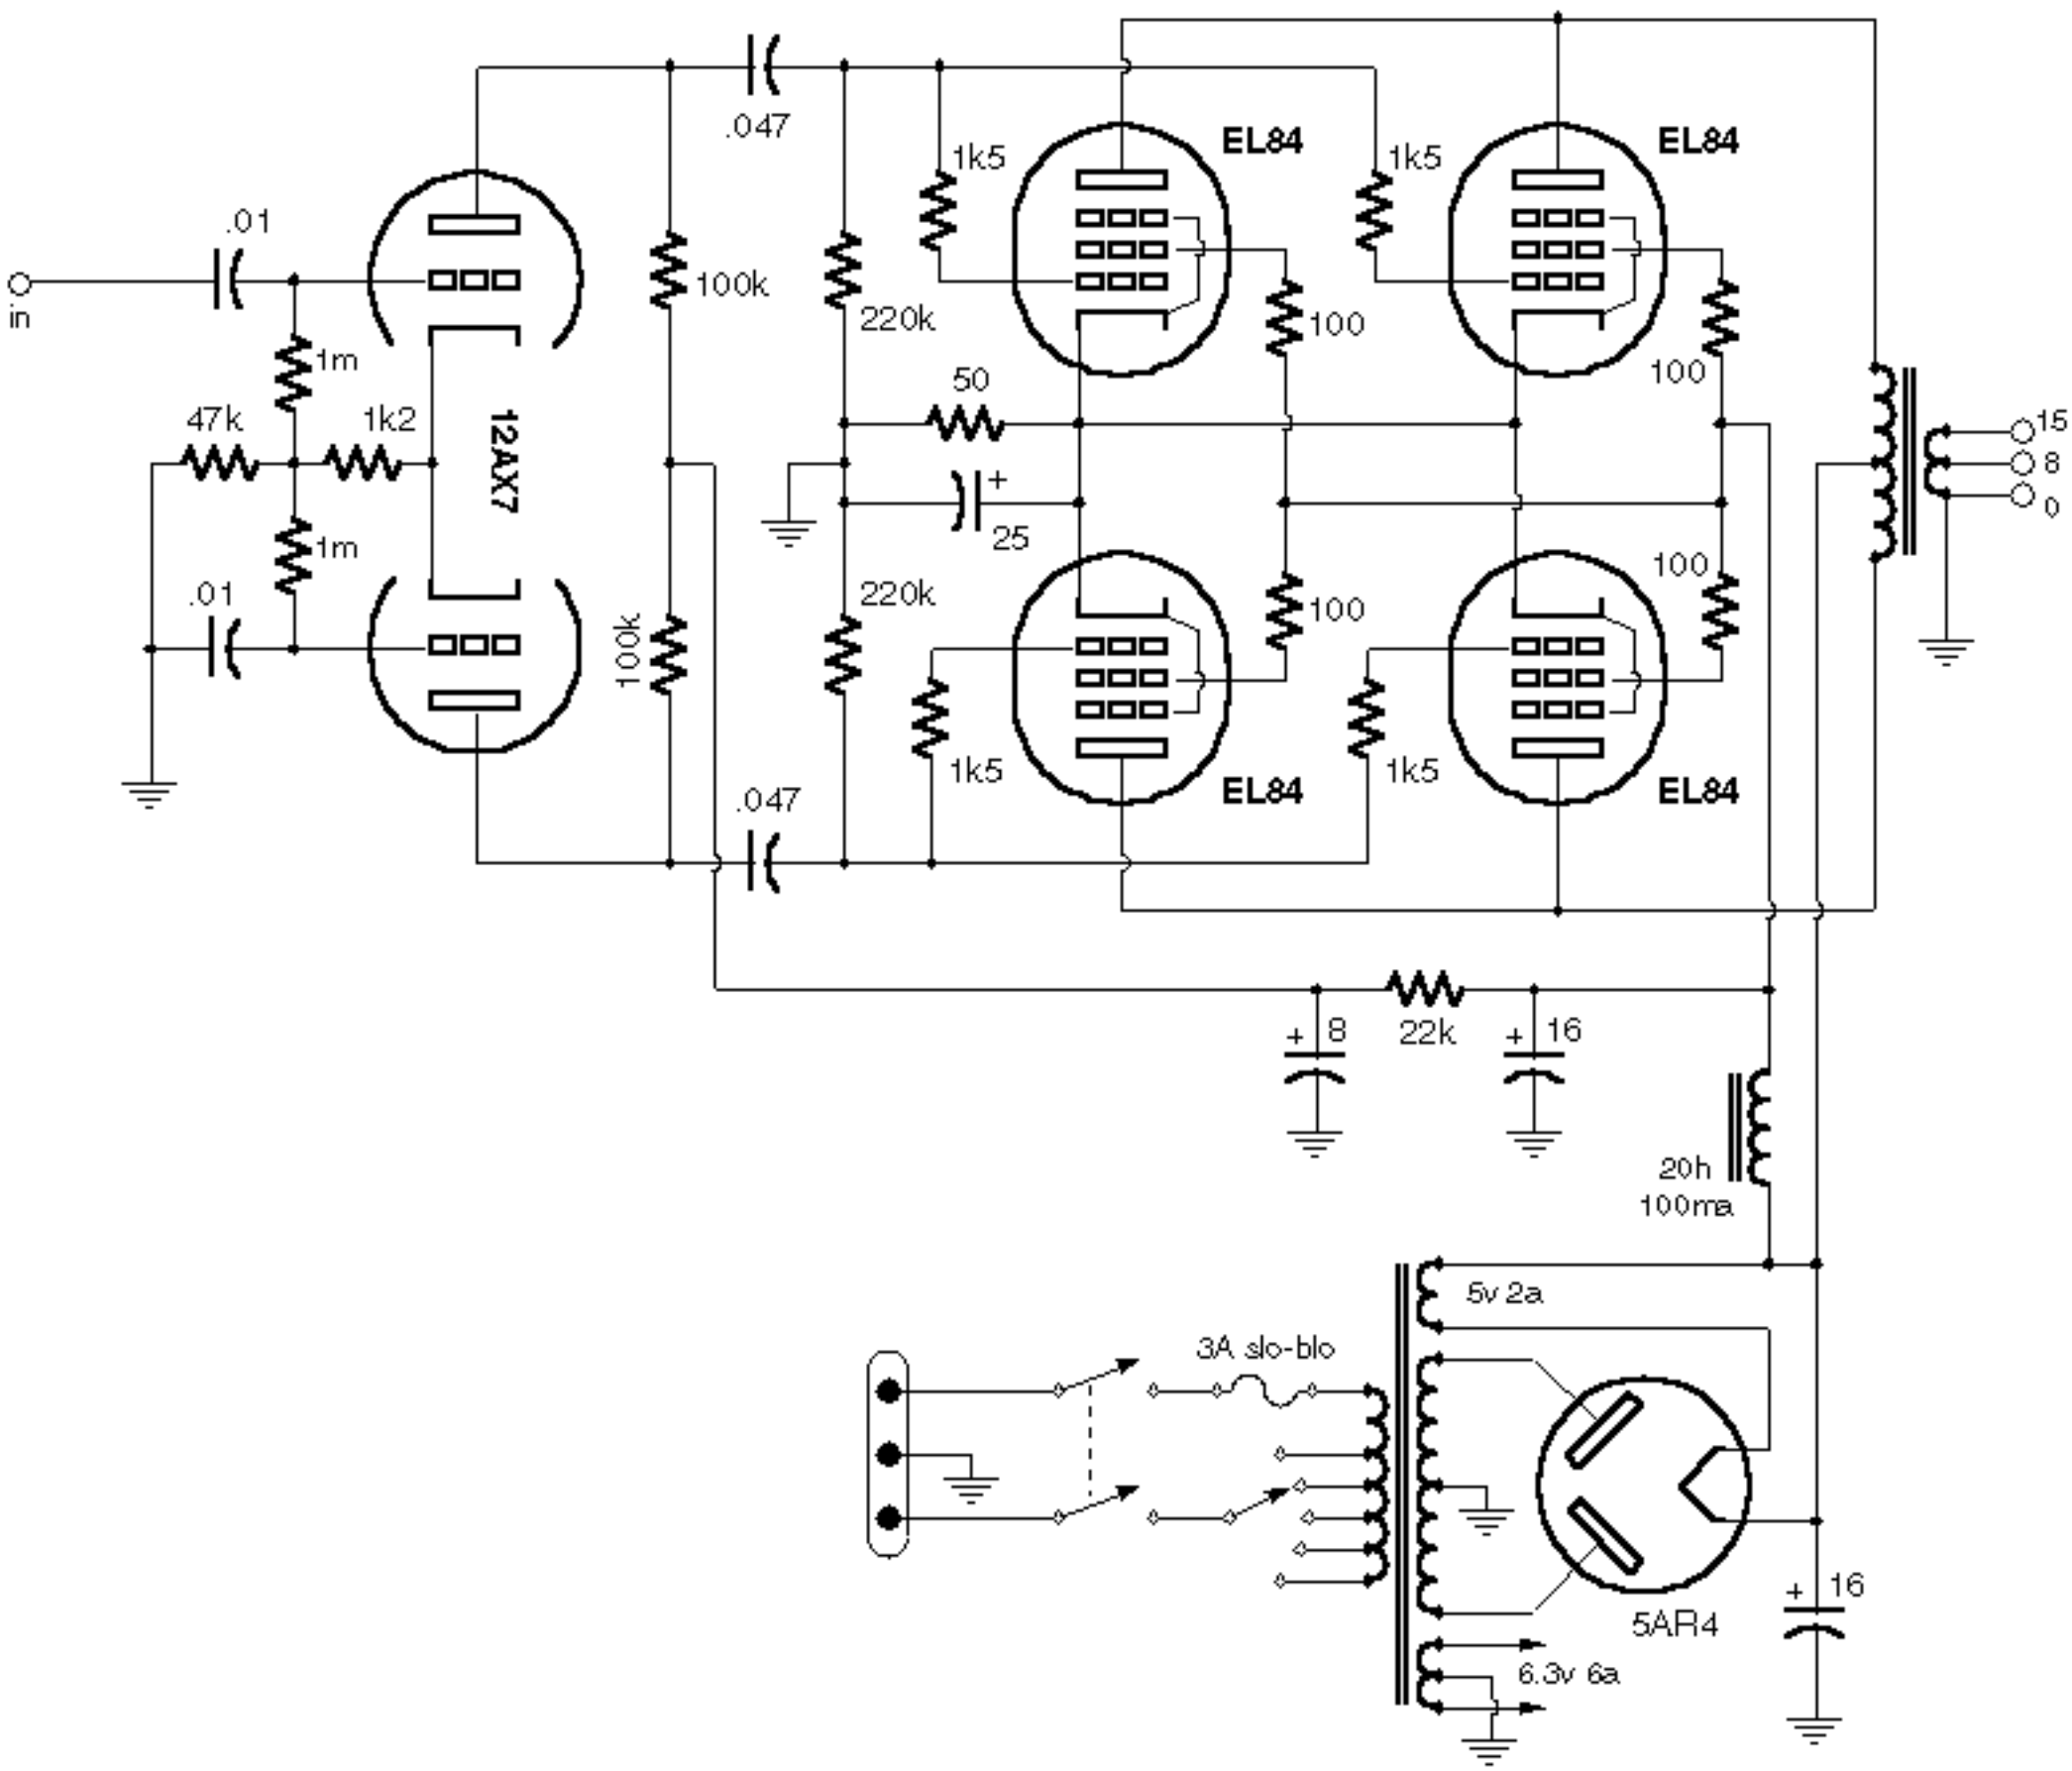 .047
EL84
EL84
1k5
1k5
.01
in
100k
220k
100
100
1m
50
15
47k
1k2
8
12AX7
+
0
25
1m
100
.01
220k
100
100k
1k5
1k5
.047
EL84
EL84
+ 8
22k
+ 16
20h
100ma
5v 2a
3A slo-blo
+ 16
5AR4
6.3v 6a